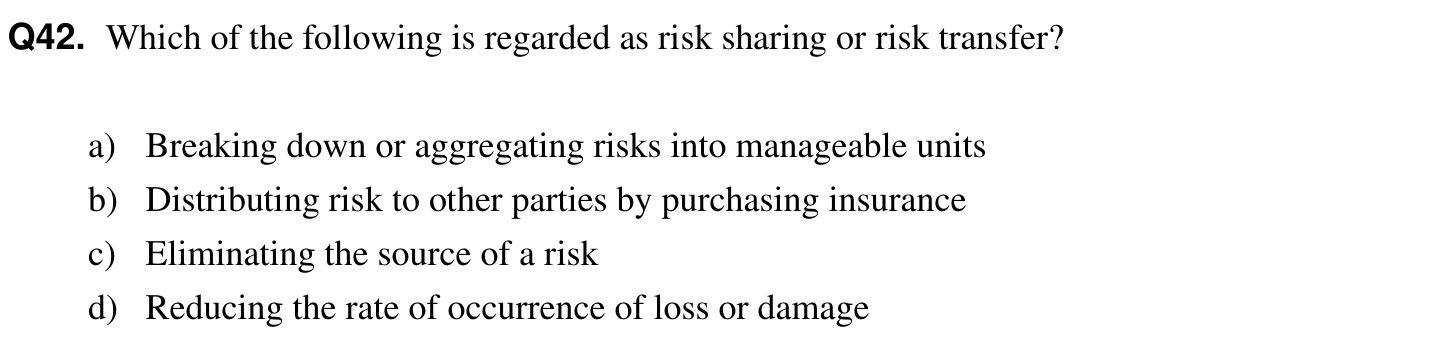 Q42. Which of the following is regarded as risk sharing or risk transfer?
a) Breaking down or aggregating risks into manageable units
b) Distributing risk to other parties by purchasing insurance
c) Eliminating the source of a risk
d) Reducing the rate of occurrence of loss or damage